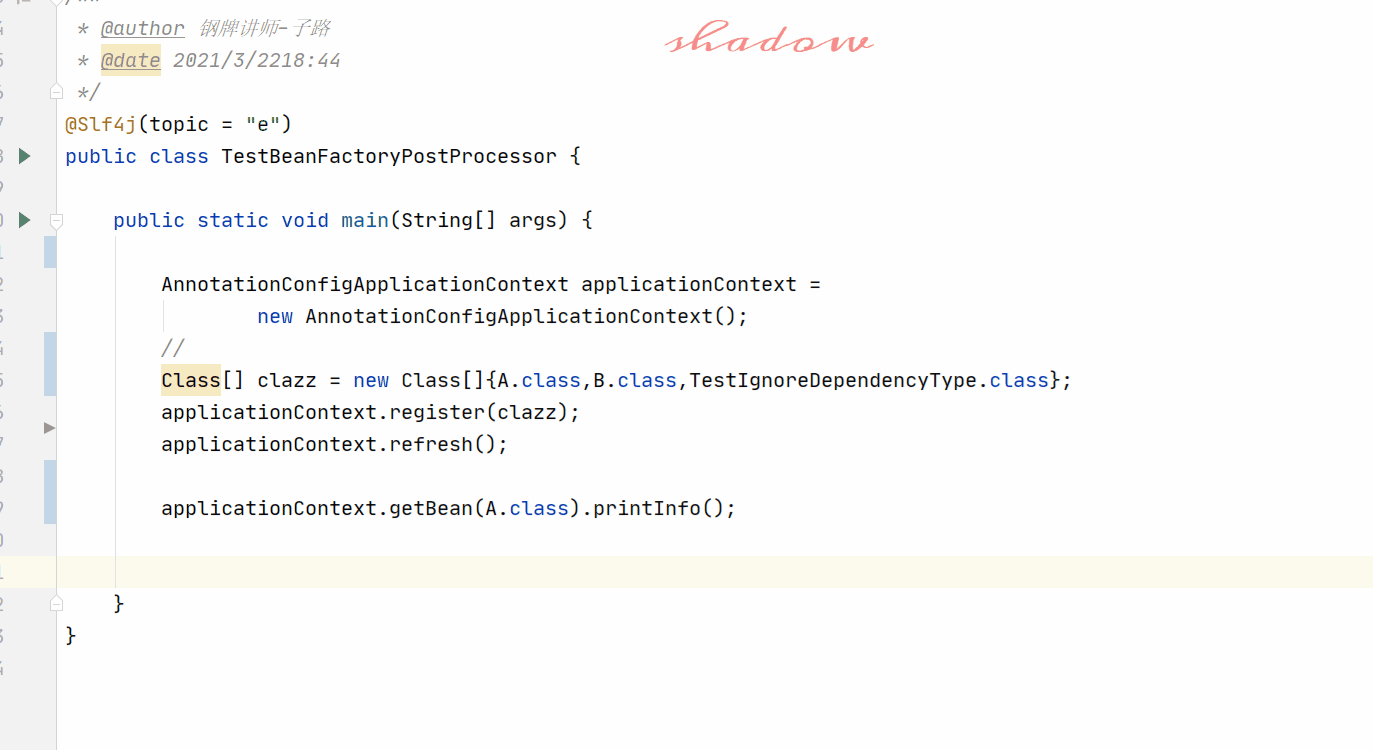 * @author 钢牌讲师-子路
shadow
* @date 2021/3/2218:44
*/
@Slf4j(topic = "e")
public class TestBeanFactoryPostProcessor {
public static void main(String[] args) {
AnnotationConfigApplicationContext applicationContext =
new AnnotationConfigApplicationContext();
//
Class[] clazz = new Class[]{A.class,B.class,TestIgnoreDependencyType.class};
applicationContext.register(clazz);
applicationContext.refresh();
applicationContext.getBean(A.class).printInfo();
}
}